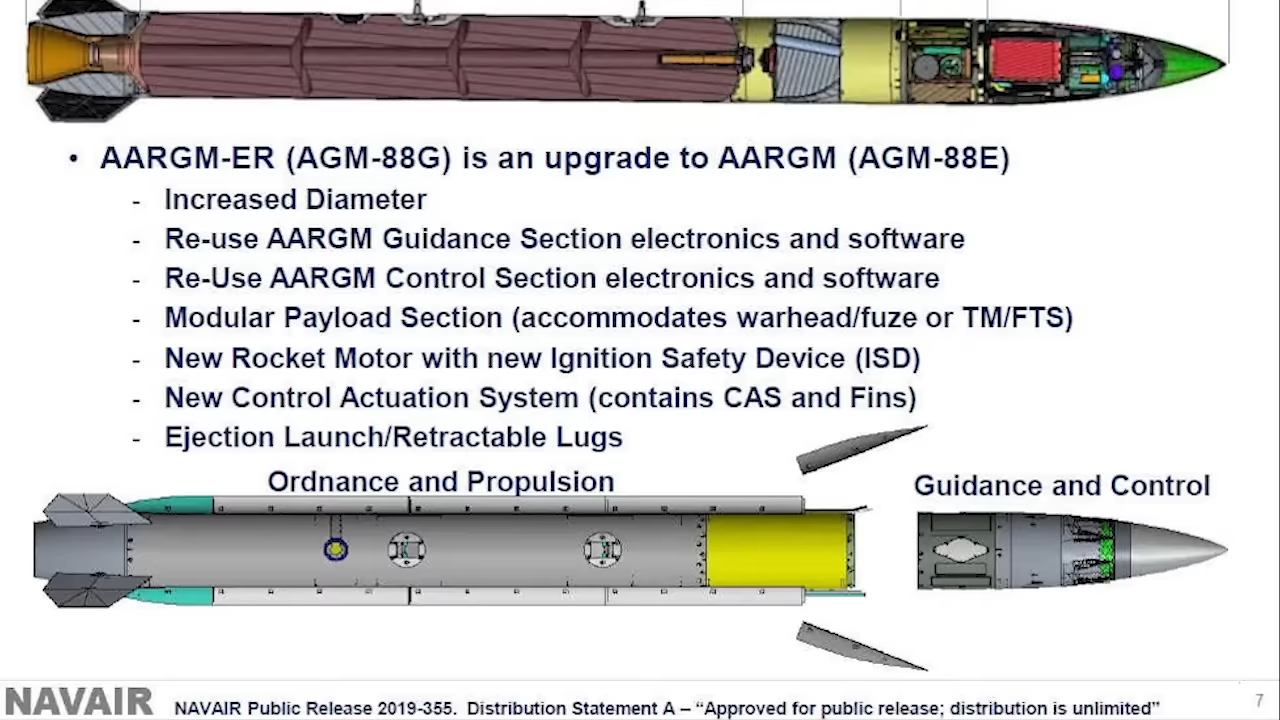 • AARGM-ER (AGM-88G) is an upgrade to AARGM (AGM-88E)
- Increased Diameter
- Re-use AARGM Guidance Section electronics and software
- Re-Use AARGM Control Section electronics and software
- Modular Payload Section (accommodates warhead/fuze or TM/FTS)
- New Rocket Motor with new Ignition Safety Device (ISD)
- New Control Actuation System (contains CAS and Fins)
- Ejection Launch/Retractable Lugs
Ordnance and Propulsion
Guidance and Control
NAVAIR
NAVAIR Public Release 2019-355. Distribution Statement A – “Approved for public release; distribution is unlimited”
7